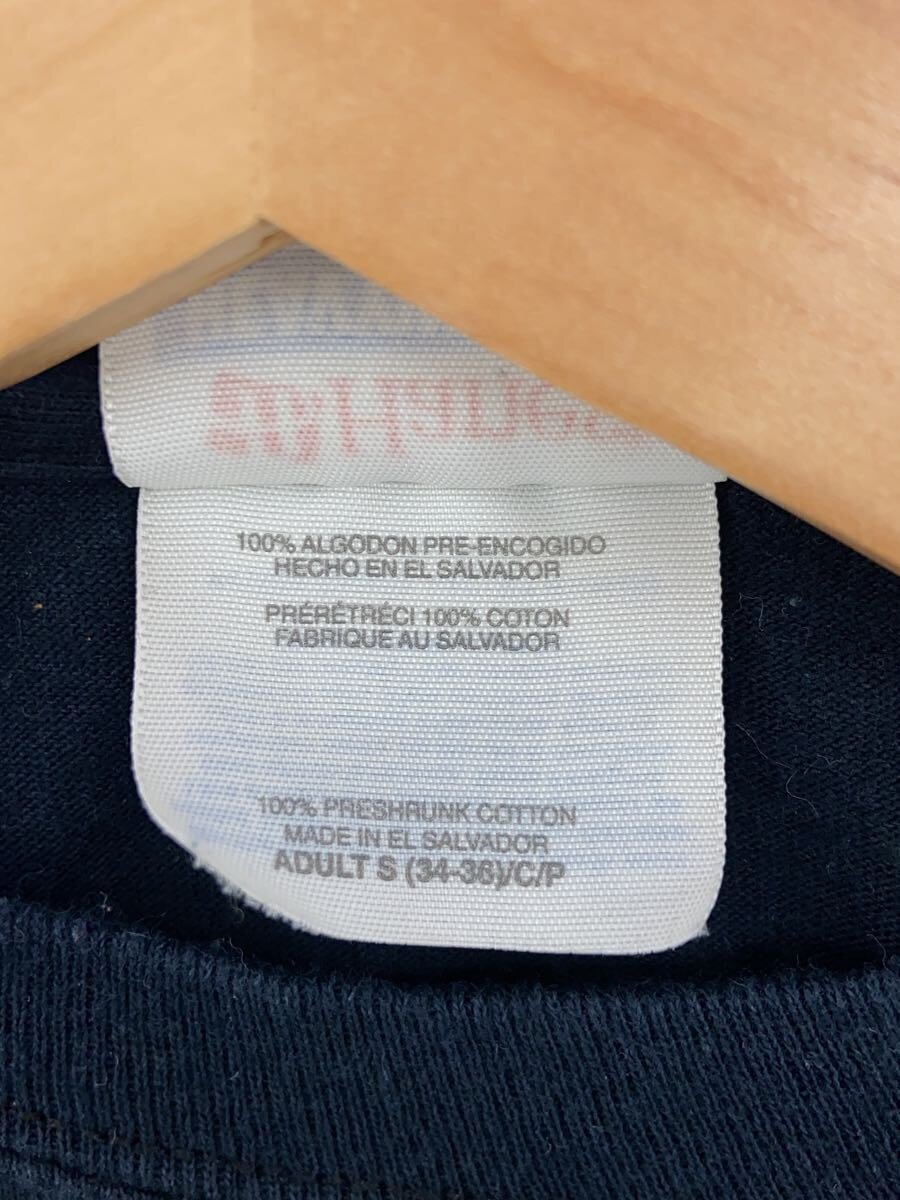 100% ALGODON PRE-ENCOGIDO
HECHO EN EL SALVADOR
PRÉRÉTRÉCI 100% COTON
FABRIQUE AU SALVADOR
100% PRESHRUNK COTTON
MADE IN EL SALVADOR
ADULT S (34-36)/C/P